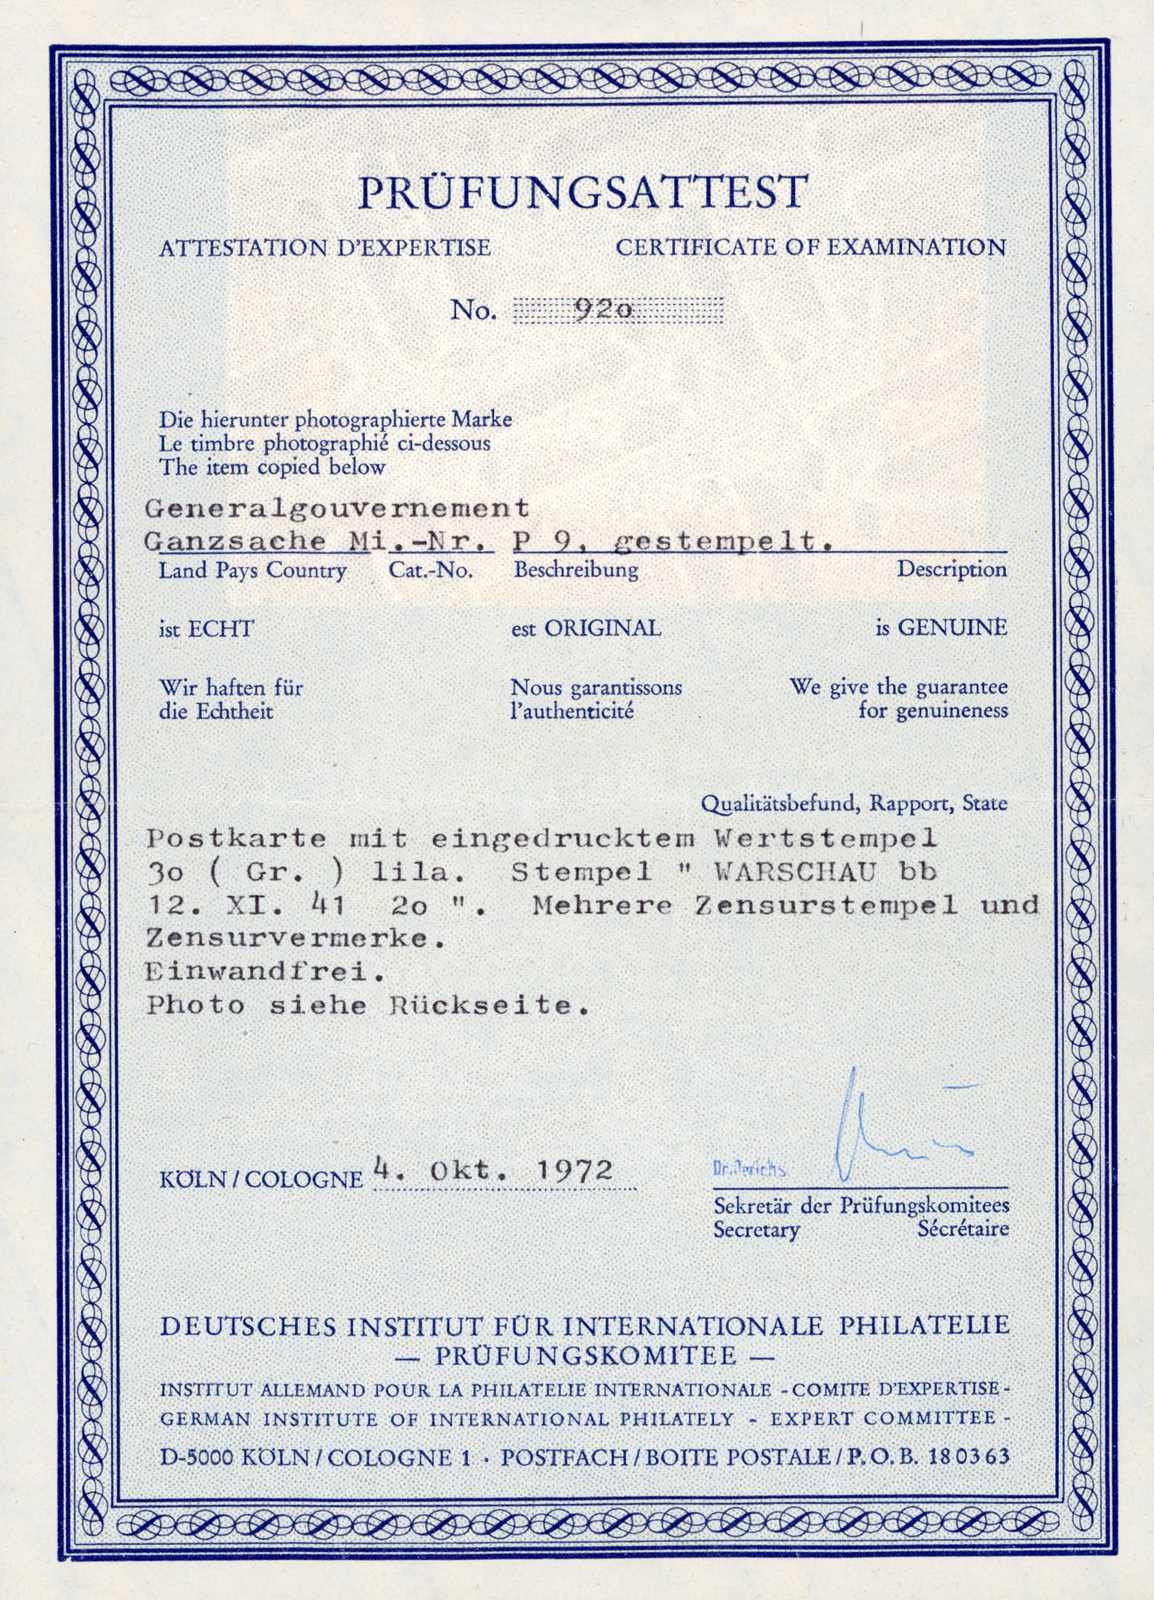 PRÜFUNGSATTEST
ATTESTATION D'EXPERTISE CERTIFICATE OF EXAMINATION
No. 92o
Die hierunter photographierte Marke
Le timbre photographié ci-dessous
The item copied below
Generalgouvernement
Ganzsache Mi.-Nr. P 9, gestempelt.
Land Pays Country Cat.-No. Beschreibung Description
ist ECHT est ORIGINAL is GENUINE
Wir haften für Nous garantissons We give the guarantee
die Echtheit l'authenticité for genuineness
Qualitätsbefund, Rapport, State
Postkarte mit eingedrucktem Wertstempel
3o ( Gr. ) lila. Stempel " WARSCHAU bb
12. XI. 41 2o ". Mehrere Zensurstempel und
Zensurvermerke.
Einwandfrei.
Photo siehe Rückseite.
KÖLN / COLOGNE 4. Okt. 1972
Dr. Derichs
Sekretär der Prüfungskomitees
Secretary Sécrétaire
DEUTSCHES INSTITUT FÜR INTERNATIONALE PHILATELIE
— PRÜFUNGSKOMITEE —
INSTITUT ALLEMAND POUR LA PHILATELIE INTERNATIONALE - COMITE D'EXPERTISE -
GERMAN INSTITUTE OF INTERNATIONAL PHILATELY - EXPERT COMMITTEE -
D-5000 KÖLN / COLOGNE 1 · POSTFACH / BOITE POSTALE / P. O. B. 18 03 63